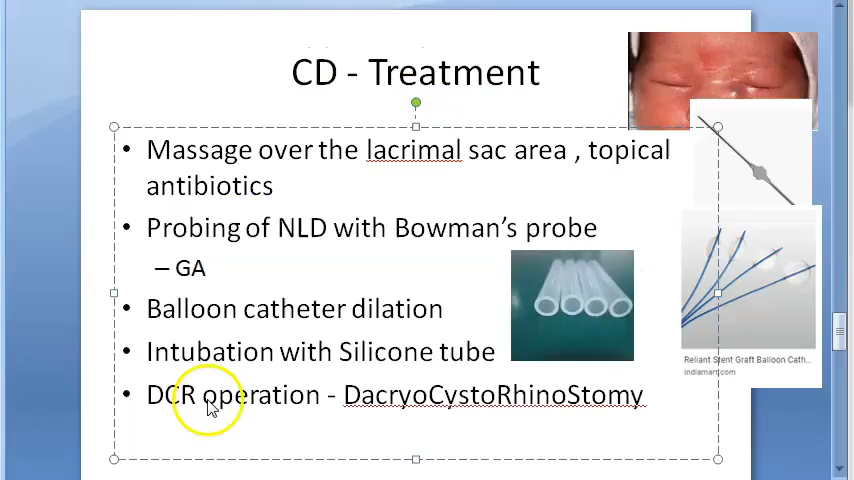 CD - Treatment
• Massage over the lacrimal sac area , topical
antibiotics
• Probing of NLD with Bowman's probe
– GA
• Balloon catheter dilation
• Intubation with Silicone tube
• DCR operation - DacryoCystoRhinoStomy
Reliant Stent Graft Balloon Cath...
indiamart.com